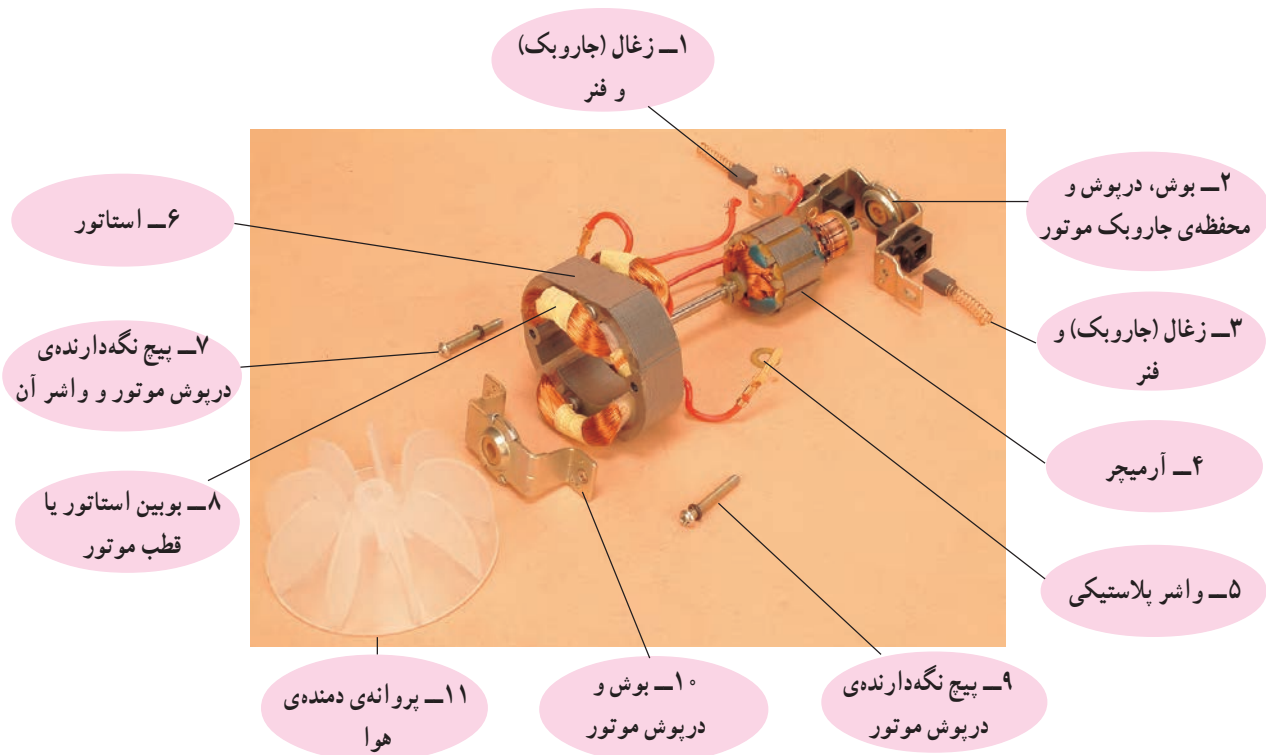 ۱ــ زغال (جاروبک)
و فنر
۲ــ بوش، درپوش و
محفظه‌ی جاروبک موتور
۳ــ زغال (جاروبک) و
فنر
۴ــ آرمیچر
۵ــ واشر پلاستیکی
۶ــ استاتور
۷ــ پیچ نگه‌دارنده‌ی
درپوش موتور و واشر آن
۸ــ بوبین استاتور یا
قطب موتور
۹ــ پیچ نگه‌دارنده‌ی
درپوش موتور
۱۰ــ بوش و
درپوش موتور
۱۱ــ پروانه‌ی دمنده‌ی
هوا